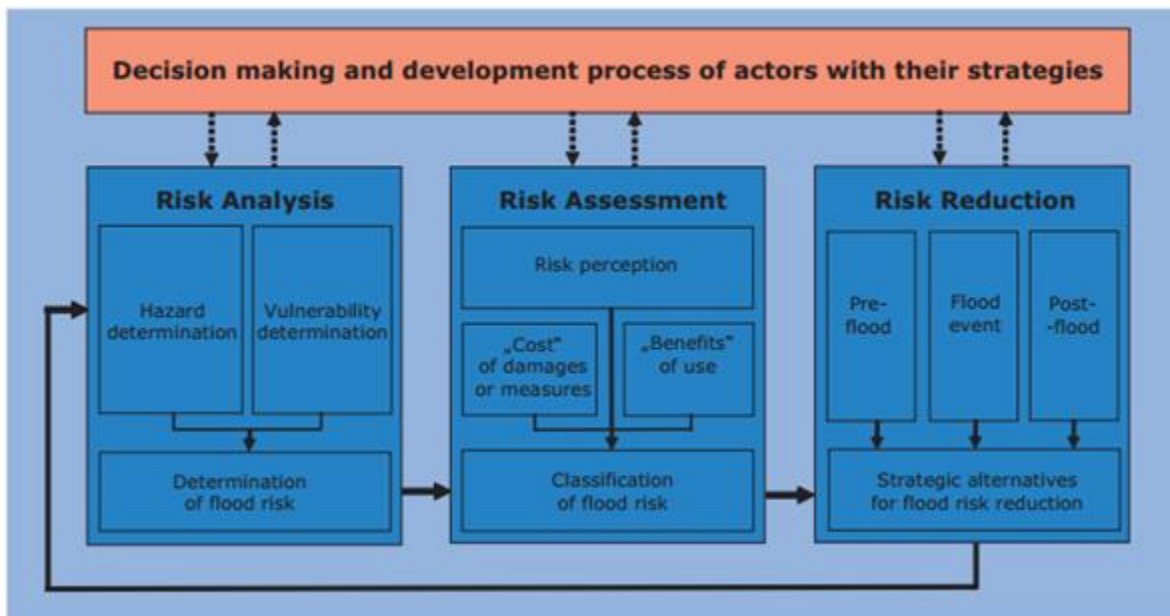 Decision making and development process of actors with their strategies
Risk Analysis
Hazard
determination
Vulnerability
determination
Determination
of flood risk
Risk Assessment
Risk perception
„Cost“
of damages
or measures
„Benefits“
of use
Classification
of flood risk
Risk Reduction
Pre-
flood
Flood
event
Post-
-flood
Strategic alternatives
for flood risk reduction